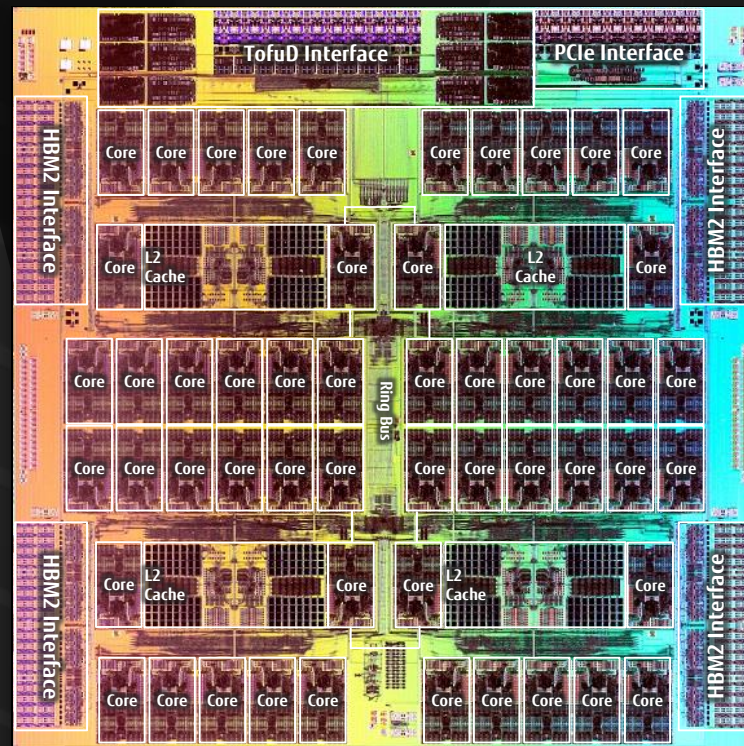 TofuD Interface
PCIe Interface
HBM2 Interface
HBM2 Interface
Core Core Core Core Core Core Core Core Core Core
Core
L2
Cache
Core
Core
L2
Cache
Core
Core Core Core Core Core Core Core Core Core Core Core Core
Ring Bus
Core Core Core Core Core Core Core Core Core Core Core Core
HBM2 Interface
HBM2 Interface
Core
L2
Cache
Core
Core
L2
Cache
Core
Core Core Core Core Core Core Core Core Core Core